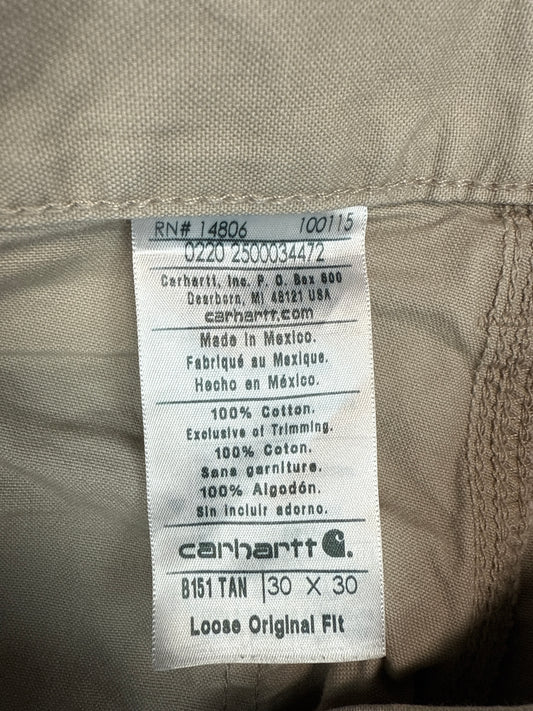 RN# 14806 100115
0220 2500034472
Carhartt, Inc. P. O. Box 600
Dearborn, MI 48121 USA
carhartt.com
Made in Mexico.
Fabriqué au Mexique.
Hecho en México.
100% Cotton.
Exclusive of Trimming.
100% Coton.
Sans garniture.
100% Algodón.
Sin incluir adorno.
carhartt
B151 TAN | 30 X 30
Loose Original Fit